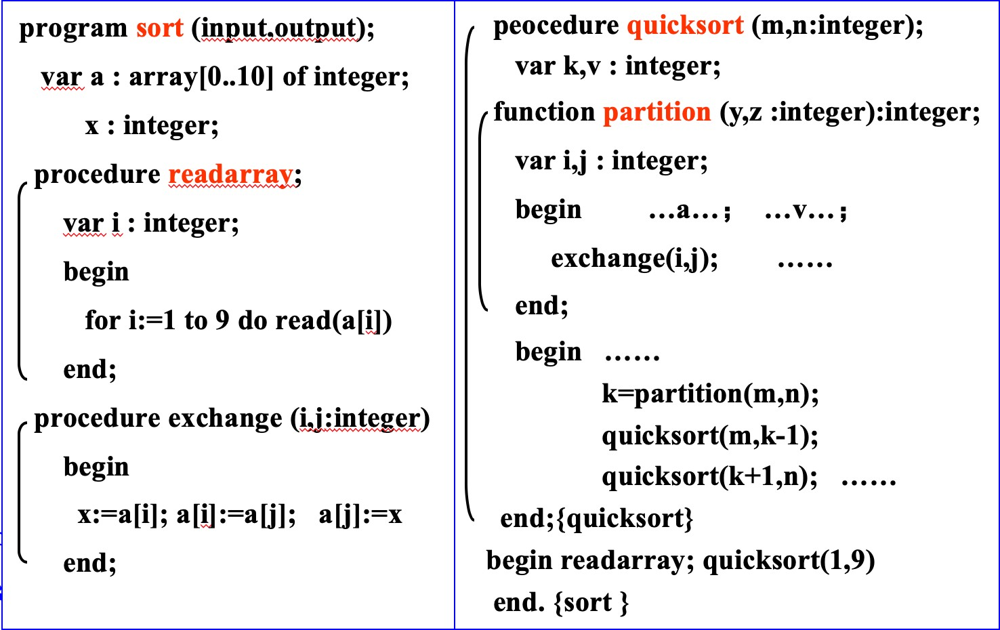 program sort (input,output);
var a : array[0..10] of integer;
x : integer;
procedure readarray;
var i : integer;
begin
for i:=1 to 9 do read(a[i])
end;
procedure exchange (i,j:integer)
begin
x:=a[i]; a[i]:=a[j]; a[j]:=x
end;
peocedure quicksort (m,n:integer);
var k,v : integer;
function partition (y,z :integer):integer;
var i,j : integer;
begin …a…; …v…;
exchange(i,j); ……
end;
begin ……
k=partition(m,n);
quicksort(m,k-1);
quicksort(k+1,n); ……
end;{quicksort}
begin readarray; quicksort(1,9)
end. {sort }